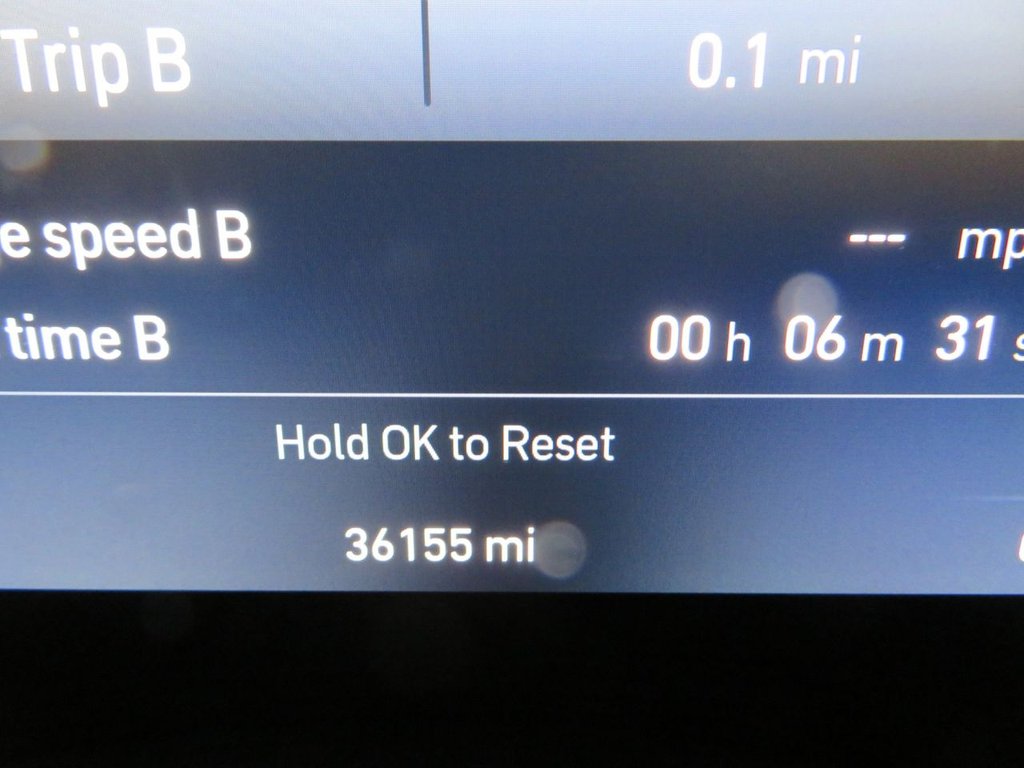 Trip B 0.1 mi
e speed B --- mp
time B 00 h 06 m 31 s
Hold OK to Reset
36155 mi